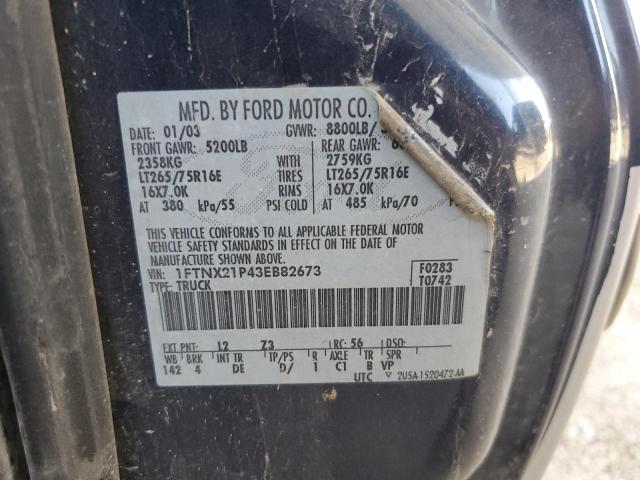 MFD. BY FORD MOTOR CO.
DATE: 01/03 GVWR: 8800LB/
FRONT GAWR: 5200LB REAR GAWR:
2358KG WITH 2759KG
LT265/75R16E TIRES LT265/75R16E
16X7.0K RIMS 16X7.0K
AT 380 kPa/55 PSI COLD AT 485 kPa/70
THIS VEHICLE CONFORMS TO ALL APPLICABLE FEDERAL MOTOR
VEHICLE SAFETY STANDARDS IN EFFECT ON THE DATE OF
MANUFACTURE SHOWN ABOVE.
VIN: 1FTNX21P43EB82673 F0283
TYPE: TRUCK T0742
EXT PNT: L2 Z3 RC: 56 DSO:
WB BRK INT TR TP/PS R AXLE TR SPR
142 4 DE D/ 1 C1 B VP
UTC 2U5A-1520472-AA